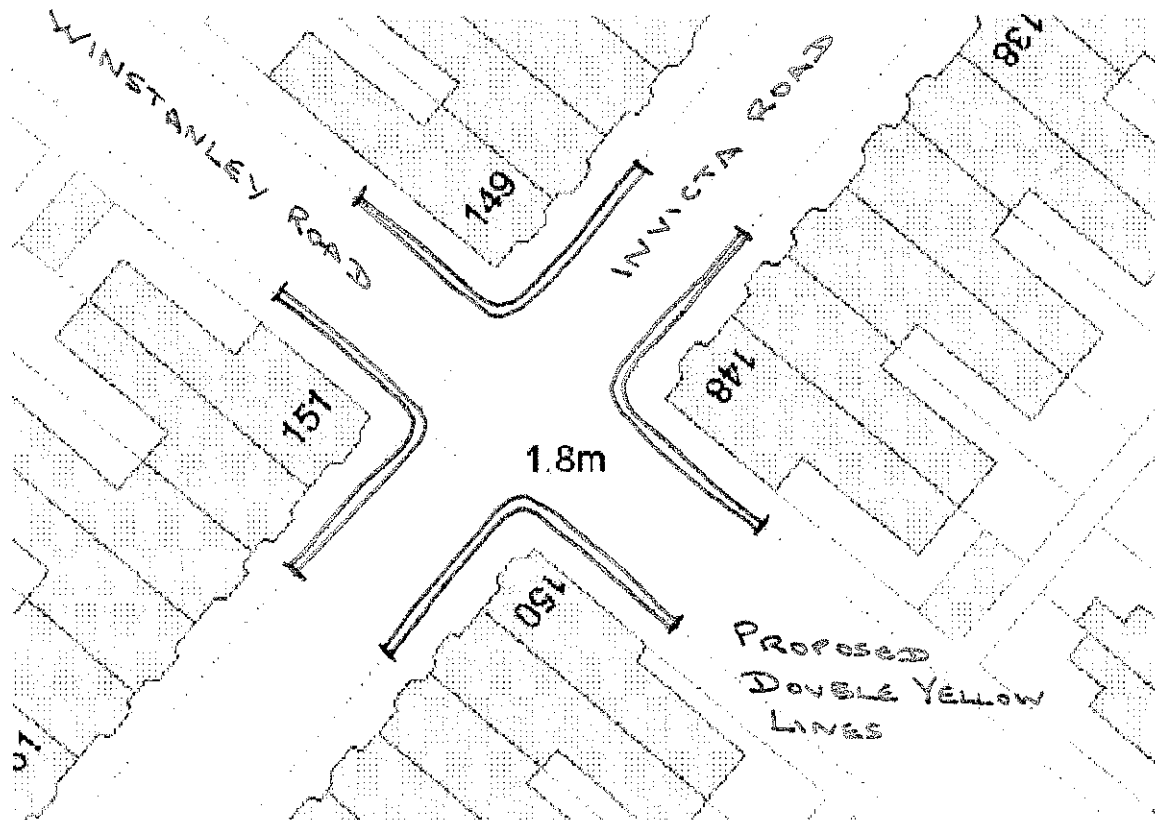 WINSTANLEY ROAD
INVICTA ROAD
138
149
148
151
1.8m
150
PROPOSED
DOUBLE YELLOW
LINES